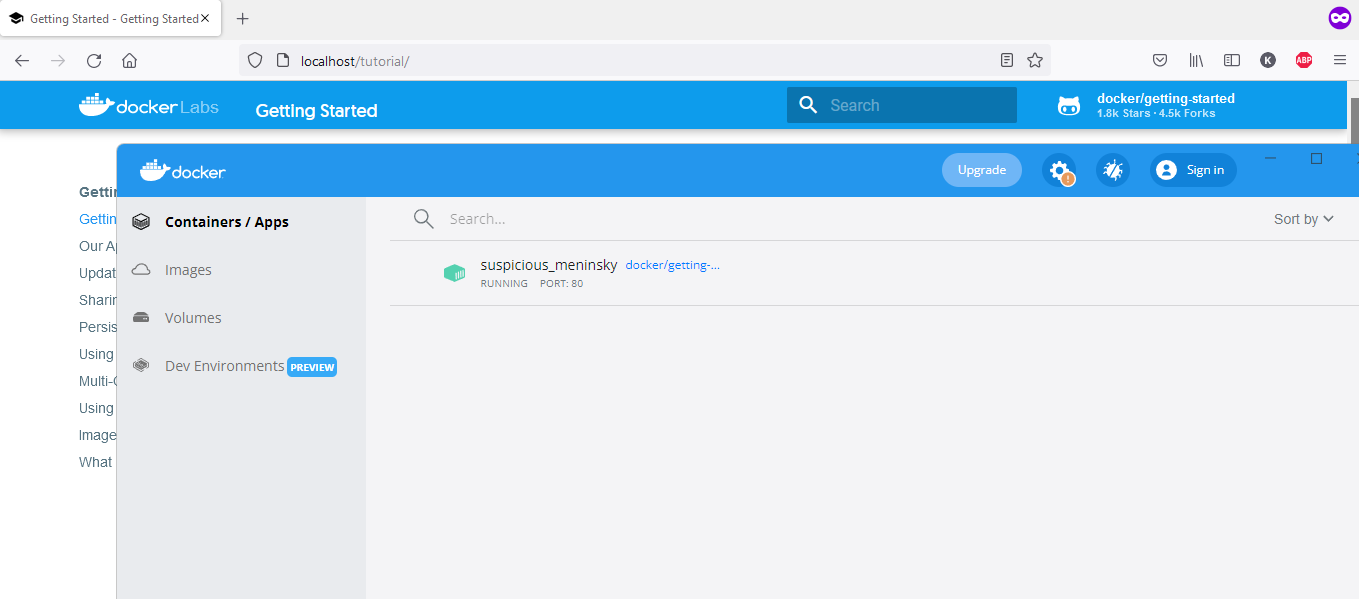 Getting Started - Getting Started
localhost/tutorial/
K
ABP
docker Labs
Getting Started
Search
docker/getting-started
1.8k Stars · 4.5k Forks
docker
Upgrade
Sign in
Gettin
Gettin
Our Ap
Updat
Sharin
Persis
Using
Multi-C
Using
Image
What
Containers / Apps
Images
Volumes
Dev Environments PREVIEW
Search...
Sort by
suspicious_meninsky docker/getting-...
RUNNING PORT: 80